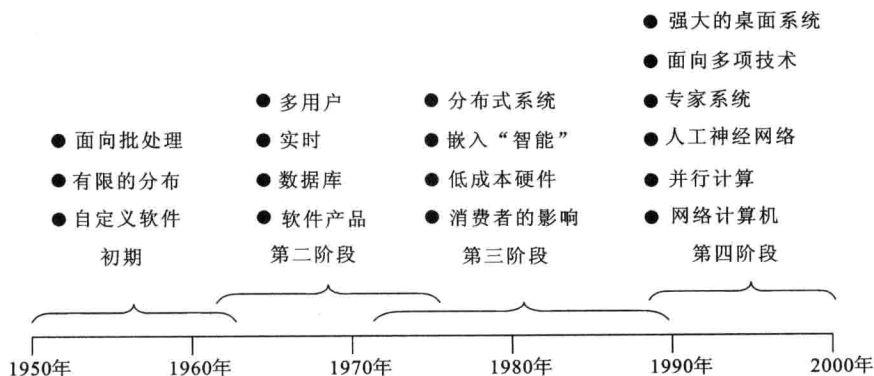 ● 面向批处理
● 有限的分布
● 自定义软件
初期
● 多用户
● 实时
● 数据库
● 软件产品
第二阶段
● 分布式系统
● 嵌入“智能”
● 低成本硬件
● 消费者的影响
第三阶段
● 强大的桌面系统
● 面向多项技术
● 专家系统
● 人工神经网络
● 并行计算
● 网络计算机
第四阶段
1950年
1960年
1970年
1980年
1990年
2000年